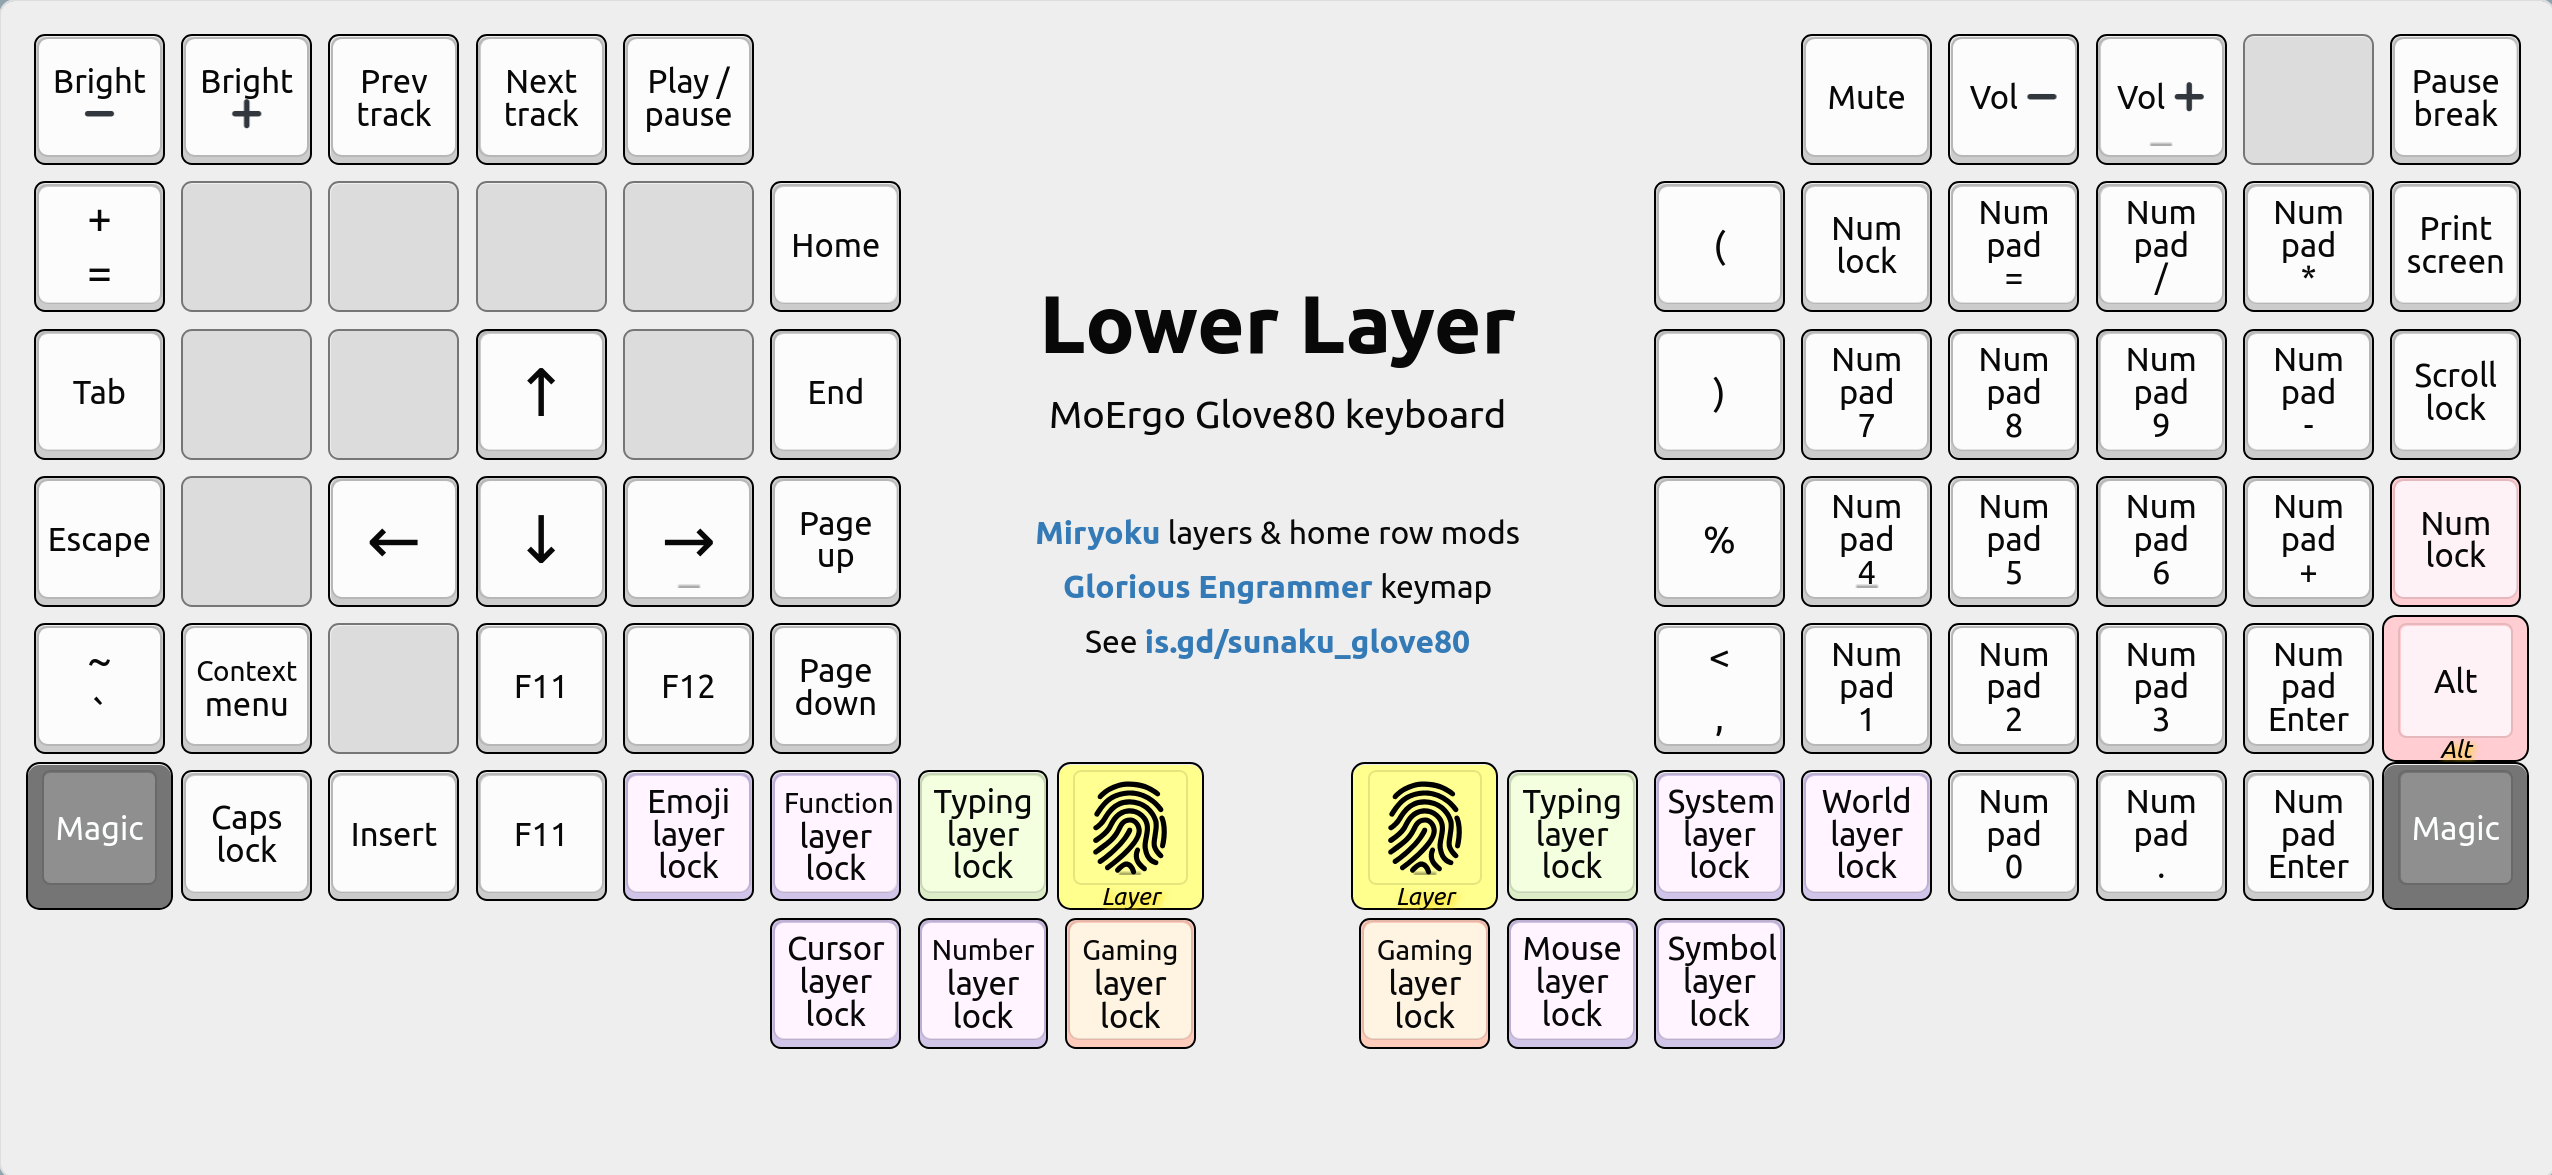 Bright
−
Bright
+
Prev
track
Next
track
Play /
pause
Mute
Vol −
Vol +
Pause
break
+
=
Home
(
Num
lock
Num
pad
=
Num
pad
/
Num
pad
*
Print
screen
Tab
↑
End
)
Num
pad
7
Num
pad
8
Num
pad
9
Num
pad
-
Scroll
lock
Escape
←
↓
→
Page
up
%
Num
pad
4
Num
pad
5
Num
pad
6
Num
pad
+
Num
lock
~
`
Context
menu
F11
F12
Page
down
<
,
Num
pad
1
Num
pad
2
Num
pad
3
Num
pad
Enter
Alt
Alt
Lower Layer
MoErgo Glove80 keyboard
Miryoku layers & home row mods
Glorious Engrammer keymap
See is.gd/sunaku_glove80
Magic
Caps
lock
Insert
F11
Emoji
layer
lock
Function
layer
lock
Typing
layer
lock
Layer
Layer
Typing
layer
lock
System
layer
lock
World
layer
lock
Num
pad
0
Num
pad
.
Num
pad
Enter
Magic
Cursor
layer
lock
Number
layer
lock
Gaming
layer
lock
Gaming
layer
lock
Mouse
layer
lock
Symbol
layer
lock